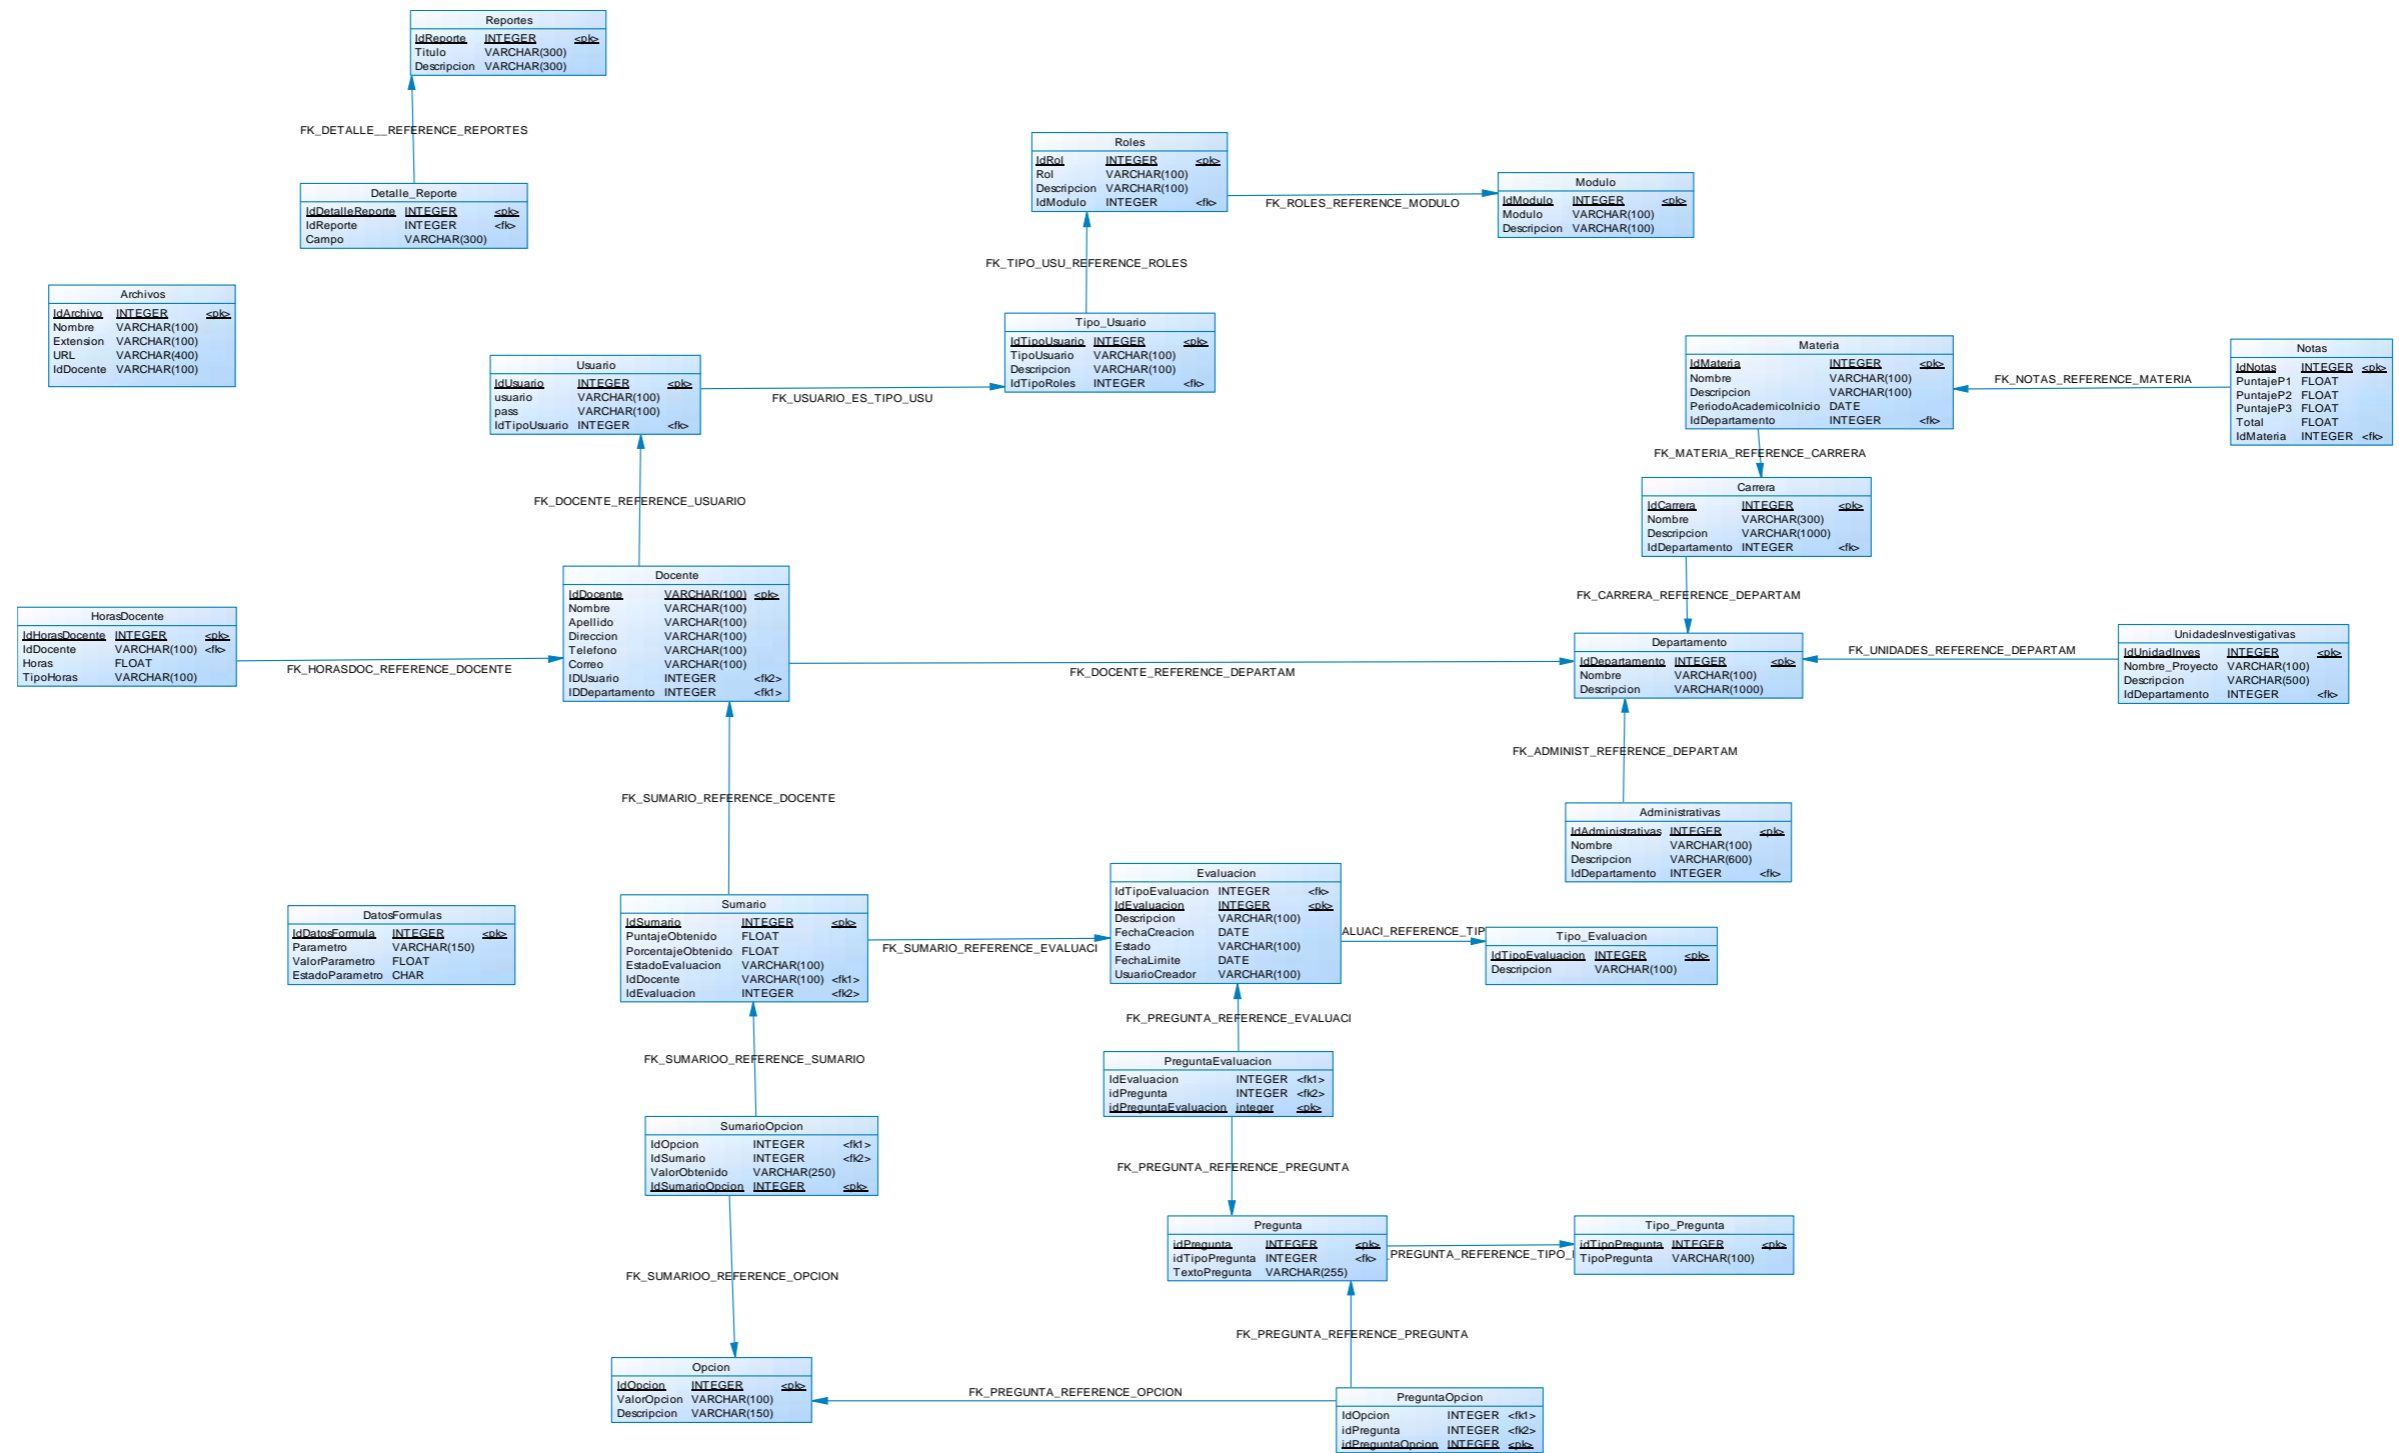 Reportes
IdReporte INTEGER <pk>
Titulo VARCHAR(300)
Descripcion VARCHAR(300)
FK_DETALLE__REFERENCE_REPORTES
Detalle_Reporte
IdDetalleReporte INTEGER <pk>
IdReporte INTEGER <fk>
Campo VARCHAR(300)
Roles
IdRol INTEGER <pk>
Rol VARCHAR(100)
Descripcion VARCHAR(100)
IdModulo INTEGER <fk>
FK_ROLES_REFERENCE_MODULO
Modulo
IdModulo INTEGER <pk>
Modulo VARCHAR(100)
Descripcion VARCHAR(100)
FK_TIPO_USU_REFERENCE_ROLES
Archivos
IdArchivo INTEGER <pk>
Nombre VARCHAR(100)
Extension VARCHAR(100)
URL VARCHAR(400)
IdDocente VARCHAR(100)
Usuario
IdUsuario INTEGER <pk>
usuario VARCHAR(100)
pass VARCHAR(100)
IdTipoUsuario INTEGER <fk>
FK_USUARIO_ES_TIPO_USU
Tipo_Usuario
IdTipoUsuario INTEGER <pk>
TipoUsuario VARCHAR(100)
Descripcion VARCHAR(100)
IdTipoRoles INTEGER <fk>
Materia
IdMateria INTEGER <pk>
Nombre VARCHAR(100)
Descripcion VARCHAR(100)
PeriodoAcademicoInicio DATE
IdDepartamento INTEGER <fk>
FK_NOTAS_REFERENCE_MATERIA
Notas
IdNotas INTEGER <pk>
PuntajeP1 FLOAT
PuntajeP2 FLOAT
PuntajeP3 FLOAT
Total FLOAT
IdMateria INTEGER <fk>
FK_MATERIA_REFERENCE_CARRERA
Carrera
IdCarrera INTEGER <pk>
Nombre VARCHAR(300)
Descripcion VARCHAR(1000)
IdDepartamento INTEGER <fk>
FK_DOCENTE_REFERENCE_USUARIO
FK_CARRERA_REFERENCE_DEPARTAM
HorasDocente
IdHorasDocente INTEGER <pk>
IdDocente VARCHAR(100) <fk>
Horas FLOAT
TipoHoras VARCHAR(100)
FK_HORASDOC_REFERENCE_DOCENTE
Docente
IdDocente VARCHAR(100) <pk>
Nombre VARCHAR(100)
Apellido VARCHAR(100)
Direccion VARCHAR(100)
Telefono VARCHAR(100)
Correo VARCHAR(100)
IDUsuario INTEGER <fk2>
IDDepartamento INTEGER <fk1>
FK_DOCENTE_REFERENCE_DEPARTAM
Departamento
IdDepartamento INTEGER <pk>
Nombre VARCHAR(100)
Descripcion VARCHAR(1000)
FK_UNIDADES_REFERENCE_DEPARTAM
UnidadesInvestigativas
IdUnidadInves INTEGER <pk>
Nombre_Proyecto VARCHAR(100)
Descripcion VARCHAR(500)
IdDepartamento INTEGER <fk>
FK_ADMINIST_REFERENCE_DEPARTAM
Administrativas
IdAdministrativas INTEGER <pk>
Nombre VARCHAR(100)
Descripcion VARCHAR(600)
IdDepartamento INTEGER <fk>
FK_SUMARIO_REFERENCE_DOCENTE
DatosFormulas
IdDatosFormula INTEGER <pk>
Parametro VARCHAR(150)
ValorParametro FLOAT
EstadoParametro CHAR
Sumario
IdSumario INTEGER <pk>
PuntajeObtenido FLOAT
PorcentajeObtenido FLOAT
EstadoEvaluacion VARCHAR(100)
IdDocente VARCHAR(100) <fk1>
IdEvaluacion INTEGER <fk2>
FK_SUMARIO_REFERENCE_EVALUACI
Evaluacion
IdTipoEvaluacion INTEGER <fk>
IdEvaluacion INTEGER <pk>
Descripcion VARCHAR(100)
FechaCreacion DATE
Estado VARCHAR(100)
FechaLimite DATE
UsuarioCreador VARCHAR(100)
ALUACI_REFERENCE_TIP
Tipo_Evaluacion
IdTipoEvaluacion INTEGER <pk>
Descripcion VARCHAR(100)
FK_PREGUNTA_REFERENCE_EVALUACI
FK_SUMARIOO_REFERENCE_SUMARIO
PreguntaEvaluacion
IdEvaluacion INTEGER <fk1>
idPregunta INTEGER <fk2>
idPreguntaEvaluacion integer <pk>
SumarioOpcion
IdOpcion INTEGER <fk1>
IdSumario INTEGER <fk2>
ValorObtenido VARCHAR(250)
IdSumarioOpcion INTEGER <pk>
FK_PREGUNTA_REFERENCE_PREGUNTA
Pregunta
idPregunta INTEGER <pk>
idTipoPregunta INTEGER <fk>
TextoPregunta VARCHAR(255)
PREGUNTA_REFERENCE_TIPO_
Tipo_Pregunta
idTipoPregunta INTEGER <pk>
TipoPregunta VARCHAR(100)
FK_SUMARIOO_REFERENCE_OPCION
FK_PREGUNTA_REFERENCE_PREGUNTA
Opcion
IdOpcion INTEGER <pk>
ValorOpcion VARCHAR(100)
Descripcion VARCHAR(150)
FK_PREGUNTA_REFERENCE_OPCION
PreguntaOpcion
IdOpcion INTEGER <fk1>
idPregunta INTEGER <fk2>
idPreguntaOpcion INTEGER <pk>